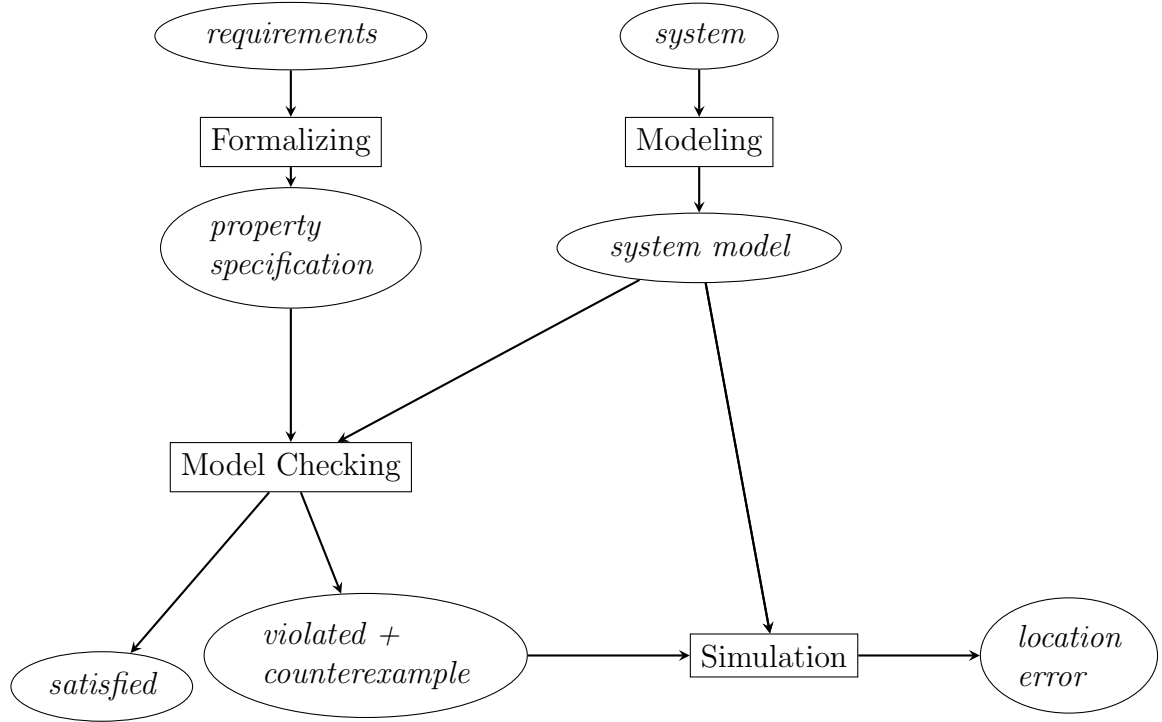 requirements
system
Formalizing
Modeling
property
specification
system model
Model Checking
violated +
counterexample
satisfied
Simulation
location
error